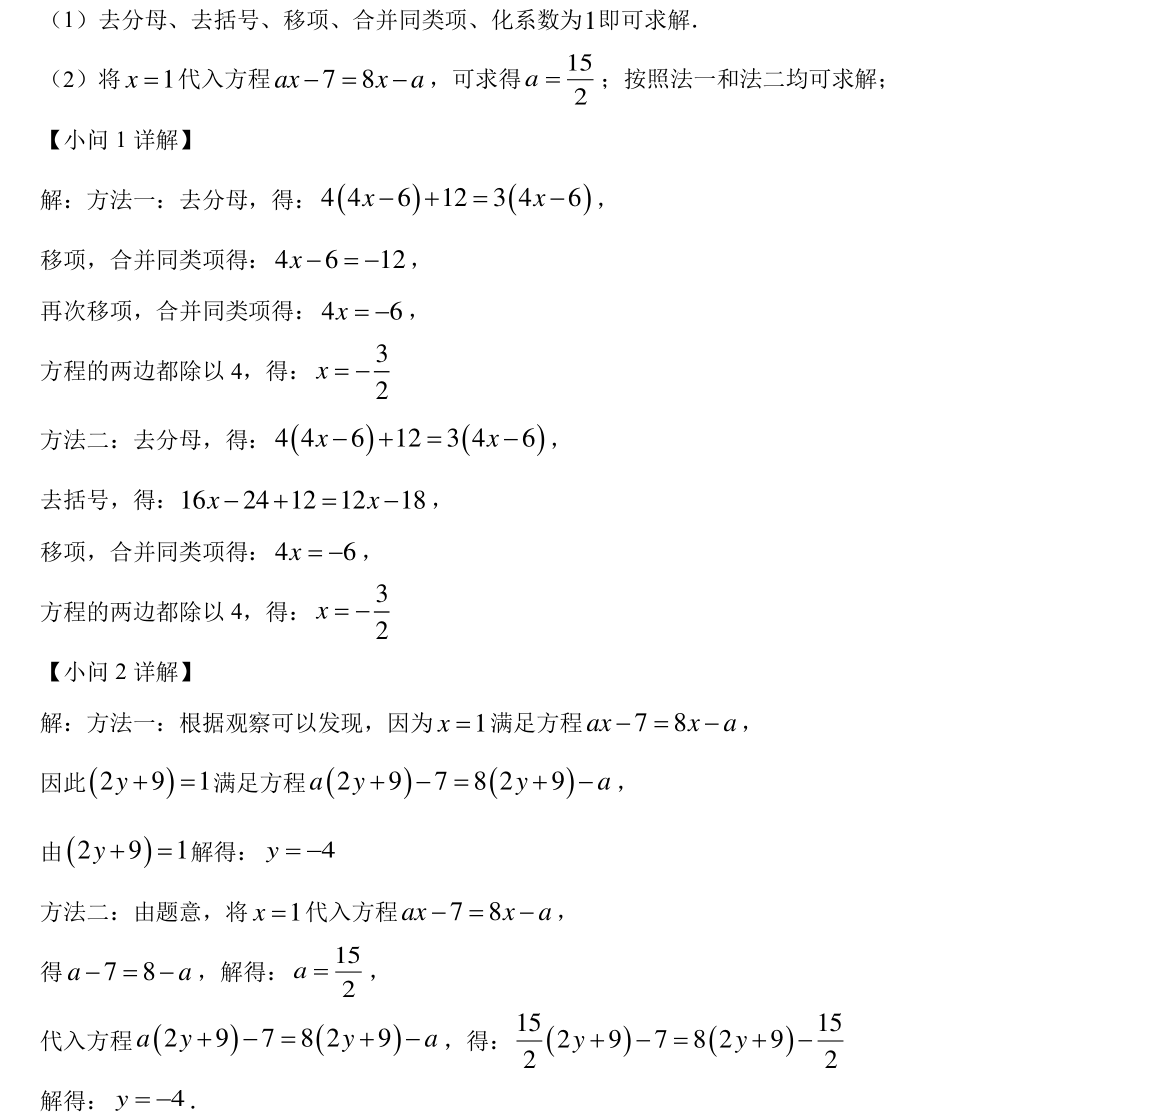 （1）去分母、去括号、移项、合并同类项、化系数为1即可求解．
（2）将 x=1 代入方程 ax−7=8x−a，可求得 a=15/2；按照法一和法二均可求解；
【小问 1 详解】
解：方法一：去分母，得：4(4x−6)+12=3(4x−6)，
移项，合并同类项得：4x−6=−12，
再次移项，合并同类项得：4x=−6，
方程的两边都除以 4，得：x=−3/2
方法二：去分母，得：4(4x−6)+12=3(4x−6)，
去括号，得：16x−24+12=12x−18，
移项，合并同类项得：4x=−6，
方程的两边都除以 4，得：x=−3/2
【小问 2 详解】
解：方法一：根据观察可以发现，因为 x=1 满足方程 ax−7=8x−a，
因此(2y+9)=1满足方程 a(2y+9)−7=8(2y+9)−a，
由(2y+9)=1解得：y=−4
方法二：由题意，将 x=1 代入方程 ax−7=8x−a，
得 a−7=8−a，解得：a=15/2，
代入方程 a(2y+9)−7=8(2y+9)−a，得：15/2(2y+9)−7=8(2y+9)−15/2
解得：y=−4．